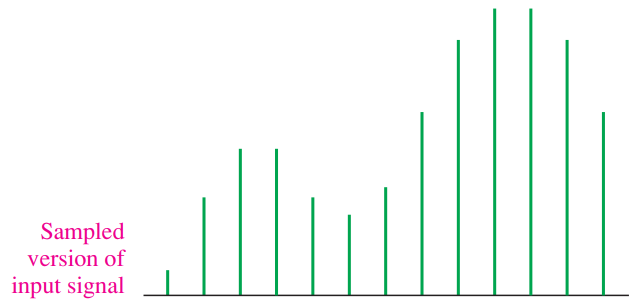 Sampled
version of
input signal